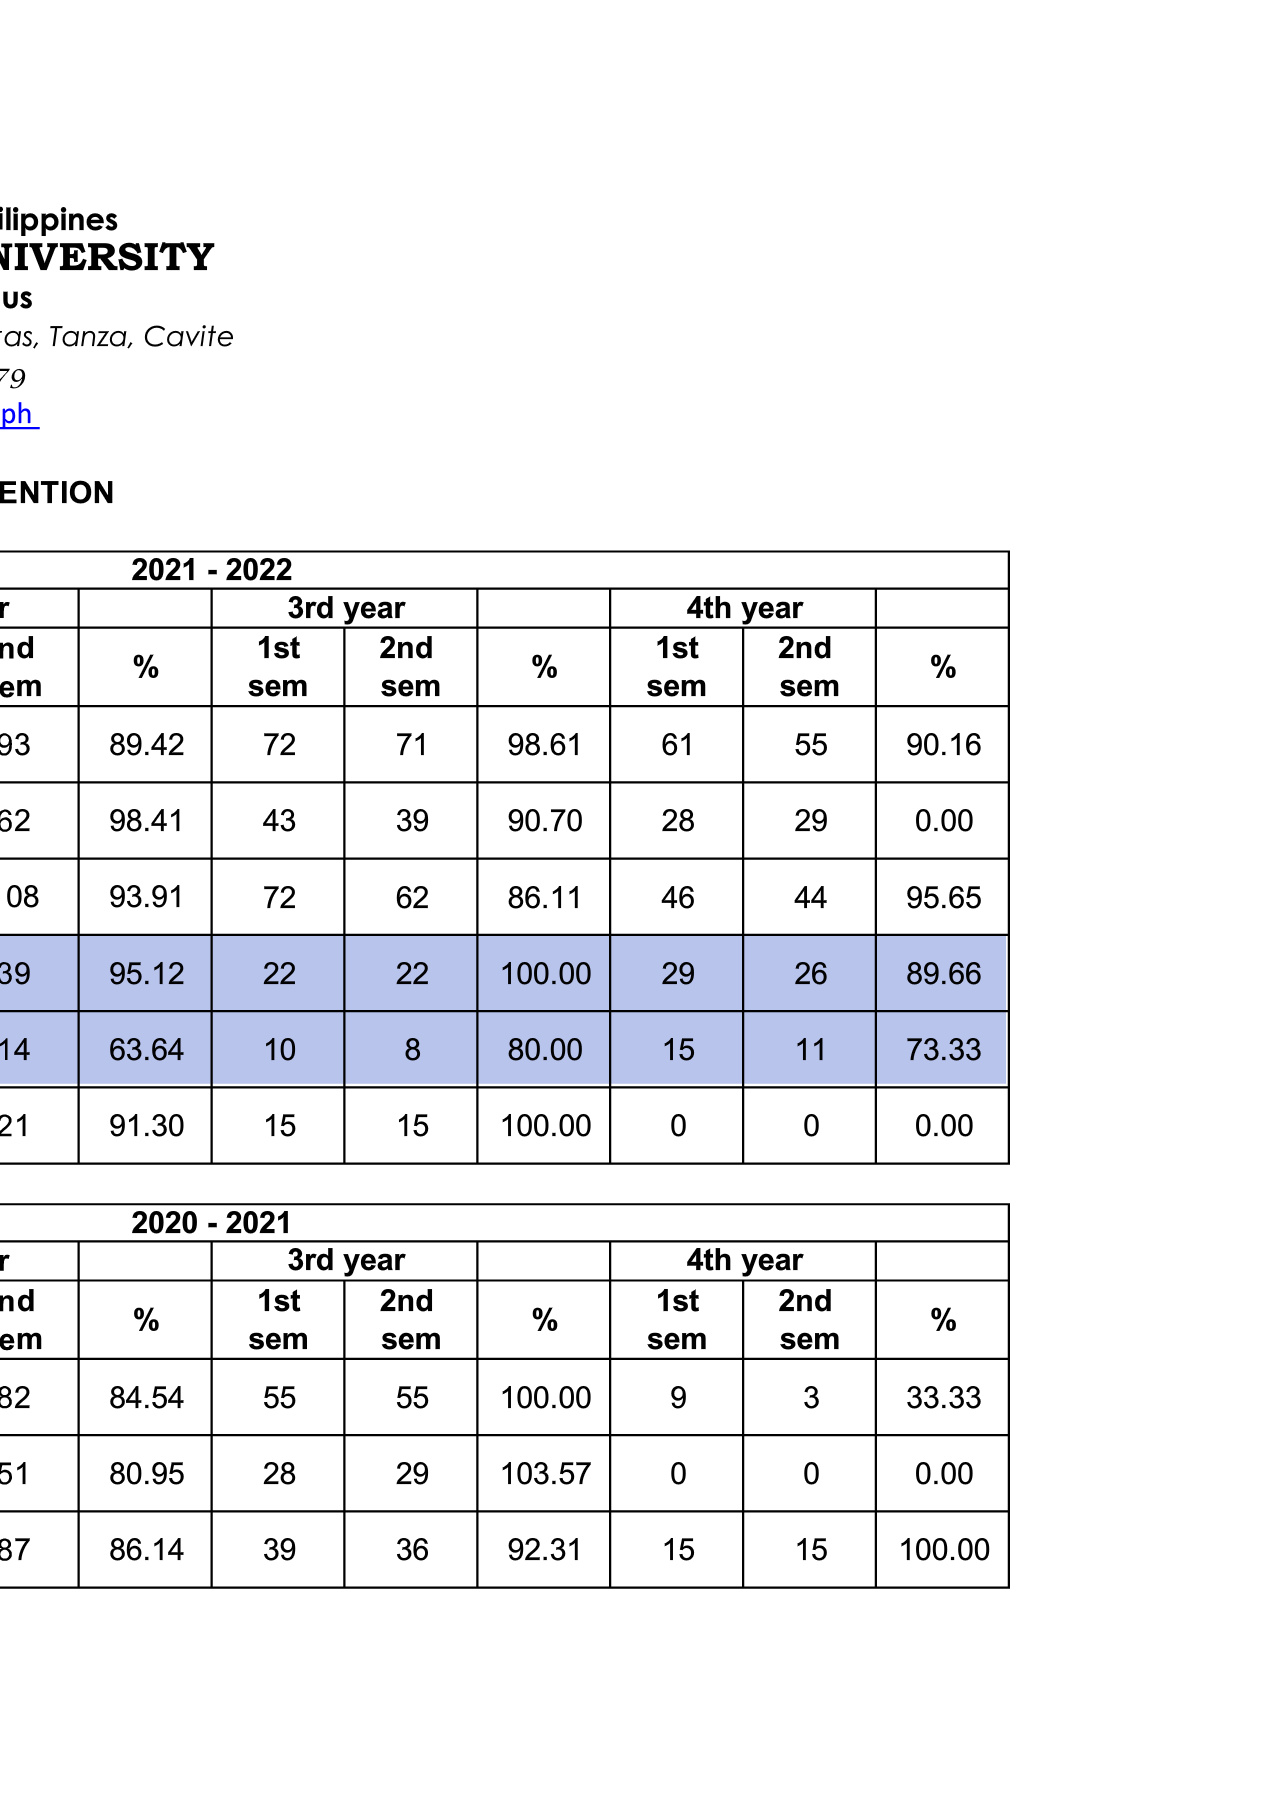 ilippines
NIVERSITY
us
as, Tanza, Cavite
79
ph
ENTION
2021 - 2022
r 3rd year 4th year
nd 1st 2nd 1st 2nd
em % sem sem % sem sem %
93 89.42 72 71 98.61 61 55 90.16
62 98.41 43 39 90.70 28 29 0.00
08 93.91 72 62 86.11 46 44 95.65
39 95.12 22 22 100.00 29 26 89.66
14 63.64 10 8 80.00 15 11 73.33
21 91.30 15 15 100.00 0 0 0.00
2020 - 2021
r 3rd year 4th year
nd 1st 2nd 1st 2nd
em % sem sem % sem sem %
82 84.54 55 55 100.00 9 3 33.33
51 80.95 28 29 103.57 0 0 0.00
87 86.14 39 36 92.31 15 15 100.00